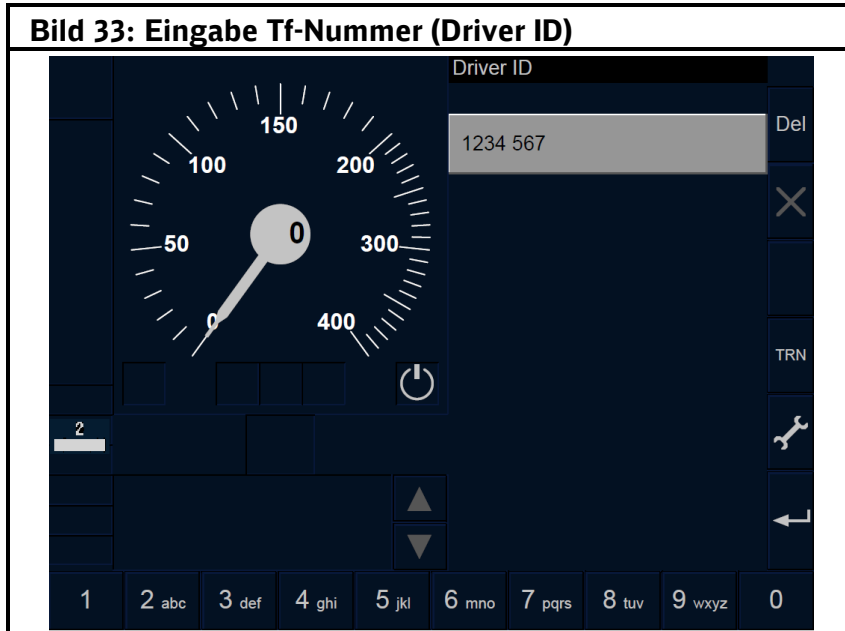 Bild 33: Eingabe Tf-Nummer (Driver ID)
Driver ID
1234 567
Del
TRN
150
100
200
50
0
300
0
400
2
1
2 abc
3 def
4 ghi
5 jkl
6 mno
7 pqrs
8 tuv
9 wxyz
0